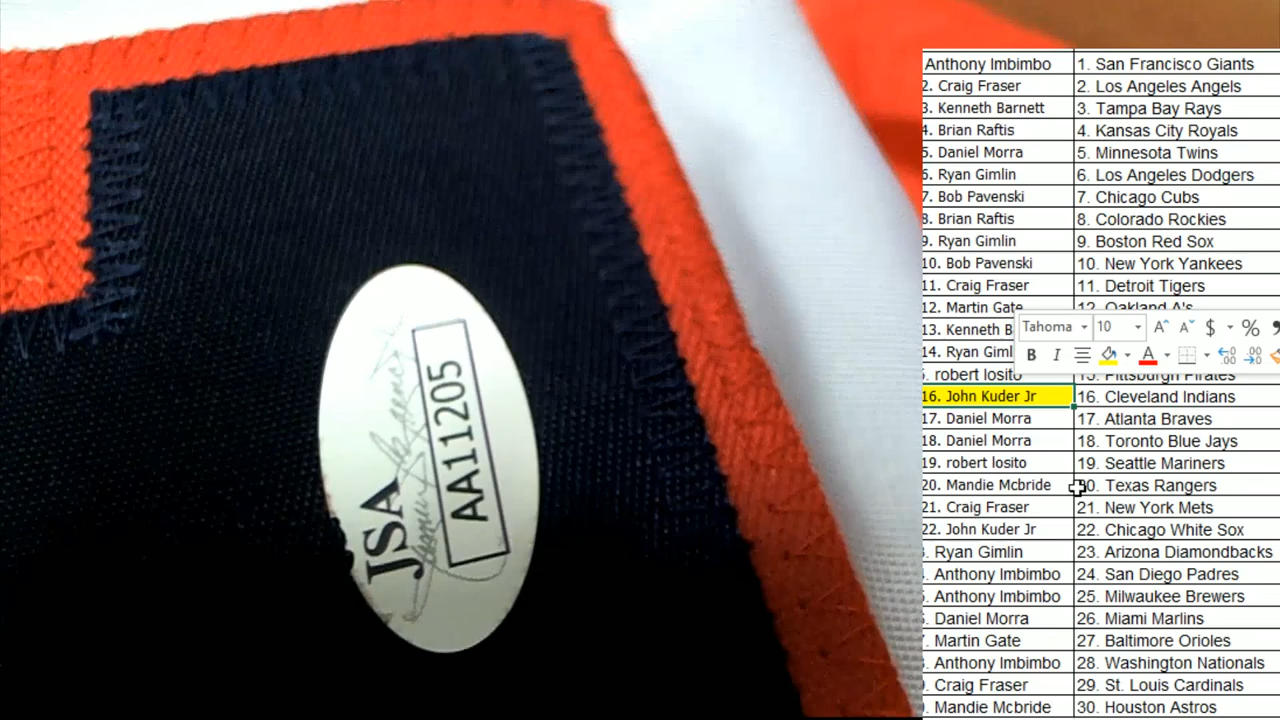 JSA
AA11205
Anthony Imbimbo 1. San Francisco Giants
2. Craig Fraser 2. Los Angeles Angels
3. Kenneth Barnett 3. Tampa Bay Rays
4. Brian Raftis 4. Kansas City Royals
5. Daniel Morra 5. Minnesota Twins
6. Ryan Gimlin 6. Los Angeles Dodgers
7. Bob Pavenski 7. Chicago Cubs
8. Brian Raftis 8. Colorado Rockies
9. Ryan Gimlin 9. Boston Red Sox
10. Bob Pavenski 10. New York Yankees
11. Craig Fraser 11. Detroit Tigers
12. Martin Gate 12. Oakland A's
13. Kenneth B
Tahoma 10 A A $ %
14. Ryan Giml
B I A
robert losito 15. Pittsburgh Pirates
16. John Kuder Jr 16. Cleveland Indians
17. Daniel Morra 17. Atlanta Braves
18. Daniel Morra 18. Toronto Blue Jays
19. robert losito 19. Seattle Mariners
20. Mandie Mcbride 20. Texas Rangers
21. Craig Fraser 21. New York Mets
22. John Kuder Jr 22. Chicago White Sox
Ryan Gimlin 23. Arizona Diamondbacks
Anthony Imbimbo 24. San Diego Padres
Anthony Imbimbo 25. Milwaukee Brewers
Daniel Morra 26. Miami Marlins
Martin Gate 27. Baltimore Orioles
Anthony Imbimbo 28. Washington Nationals
Craig Fraser 29. St. Louis Cardinals
Mandie Mcbride 30. Houston Astros